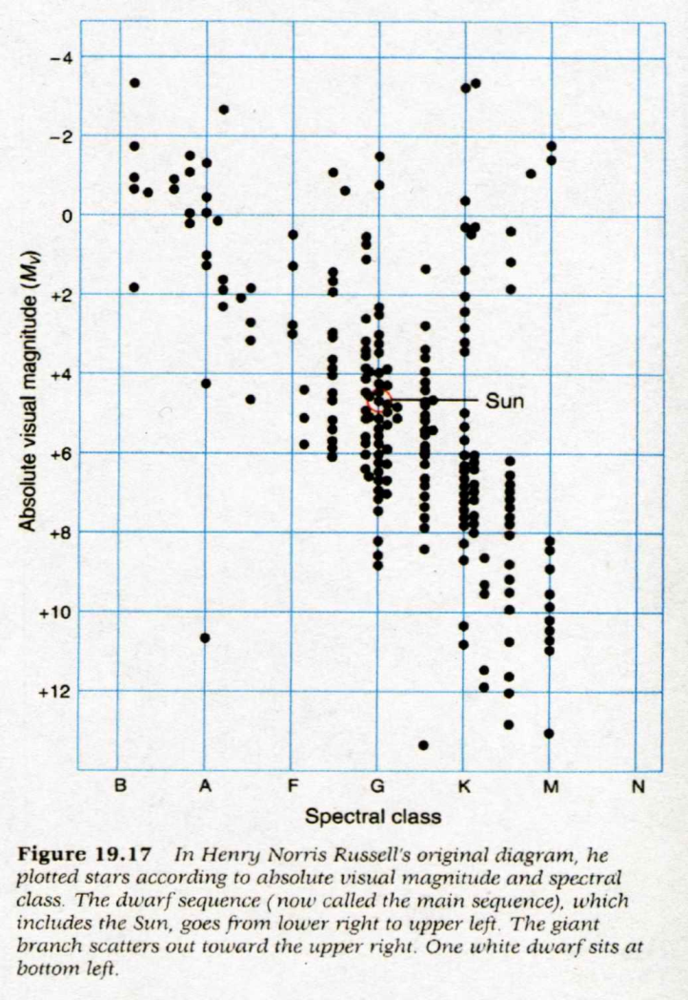 −4
−2
0
+2
+4
+6
+8
+10
+12
Absolute visual magnitude (Mv)
Sun
B A F G K M N
Spectral class
Figure 19.17 In Henry Norris Russell's original diagram, he
plotted stars according to absolute visual magnitude and spectral
class. The dwarf sequence (now called the main sequence), which
includes the Sun, goes from lower right to upper left. The giant
branch scatters out toward the upper right. One white dwarf sits at
bottom left.